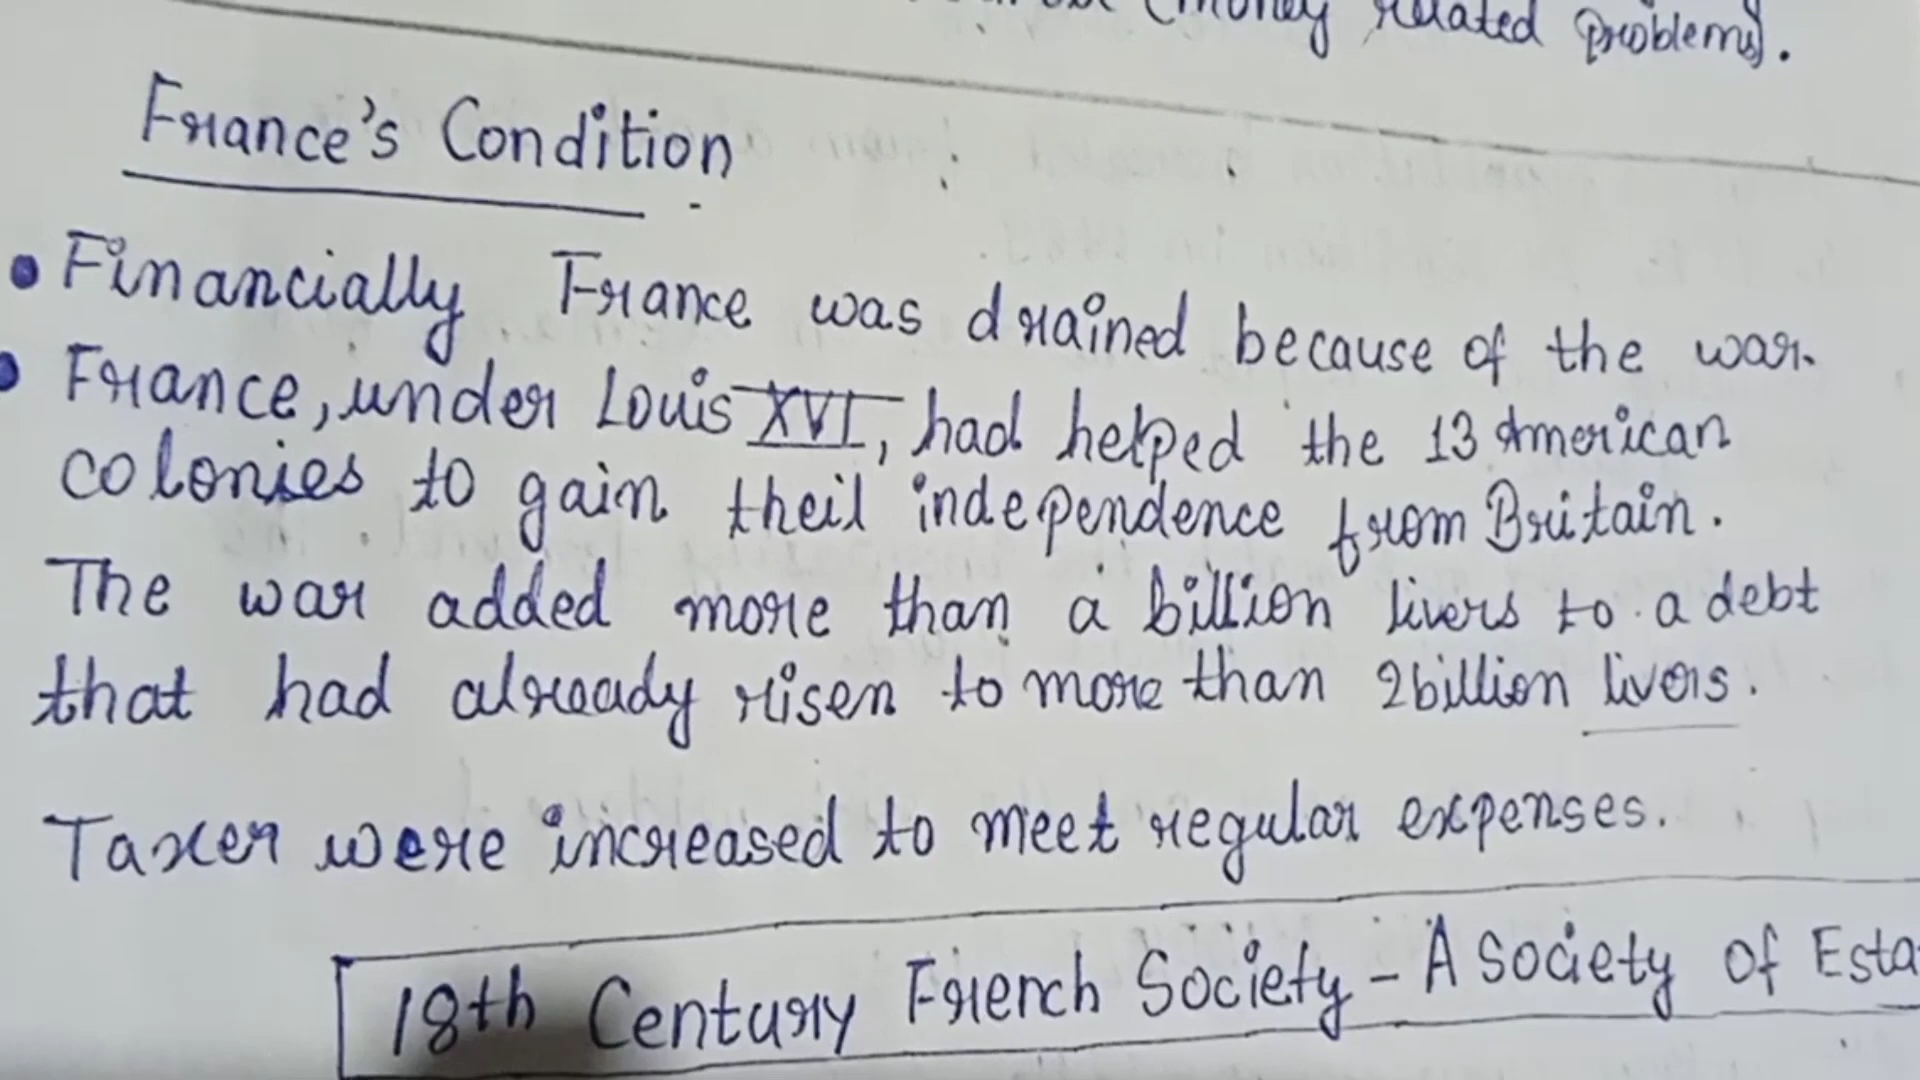 (money related problems).
France's Condition
• Financially France was drained because of the war.
• France, under Louis XVI, had helped the 13 American
colonies to gain theil independence from Britain.
The war added more than a billion livers to a debt
that had already risen to more than 2billion livers.
Taxer were increased to meet regular expenses.
18th Century French Society - A Society of Esta